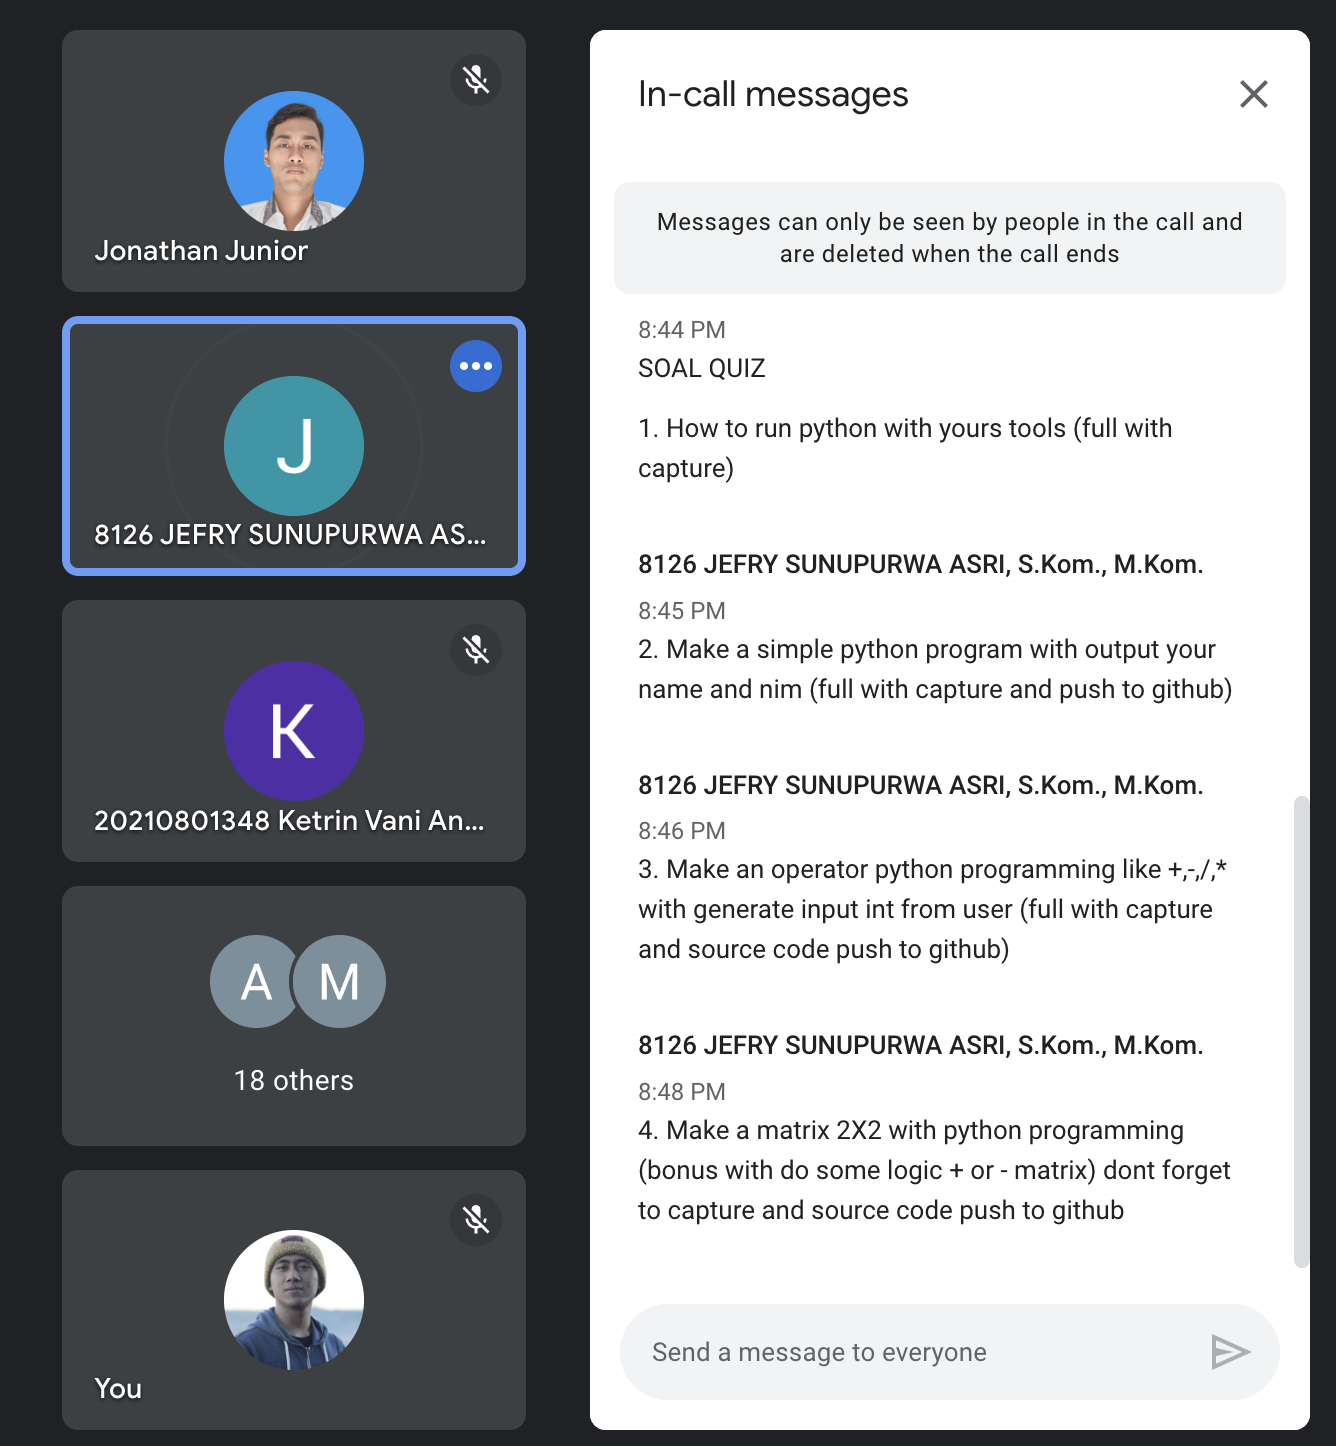 Jonathan Junior
J
8126 JEFRY SUNUPURWA AS...
K
20210801348 Ketrin Vani An...
A M
18 others
You
In-call messages
Messages can only be seen by people in the call and
are deleted when the call ends
8:44 PM
SOAL QUIZ
1. How to run python with yours tools (full with
capture)
8126 JEFRY SUNUPURWA ASRI, S.Kom., M.Kom.
8:45 PM
2. Make a simple python program with output your
name and nim (full with capture and push to github)
8126 JEFRY SUNUPURWA ASRI, S.Kom., M.Kom.
8:46 PM
3. Make an operator python programming like +,-,/,*
with generate input int from user (full with capture
and source code push to github)
8126 JEFRY SUNUPURWA ASRI, S.Kom., M.Kom.
8:48 PM
4. Make a matrix 2X2 with python programming
(bonus with do some logic + or - matrix) dont forget
to capture and source code push to github
Send a message to everyone